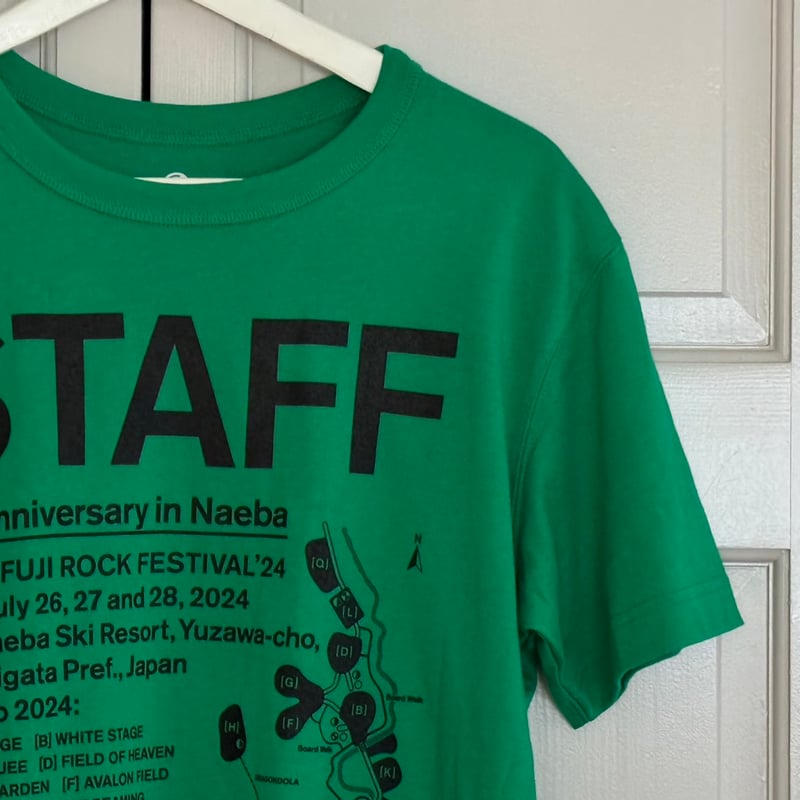 STAFF
nniversary in Naeba
FUJI ROCK FESTIVAL'24
uly 26, 27 and 28, 2024
aeba Ski Resort, Yuzawa-cho,
igata Pref., Japan
o 2024:
GE [B] WHITE STAGE
UEE [D] FIELD OF HEAVEN
ARDEN [F] AVALON FIELD
N
[Q]
[L]
[D]
[G]
[B]
[F]
[H]
[K]
Board Walk
Board Walk
DRAGONDOLA